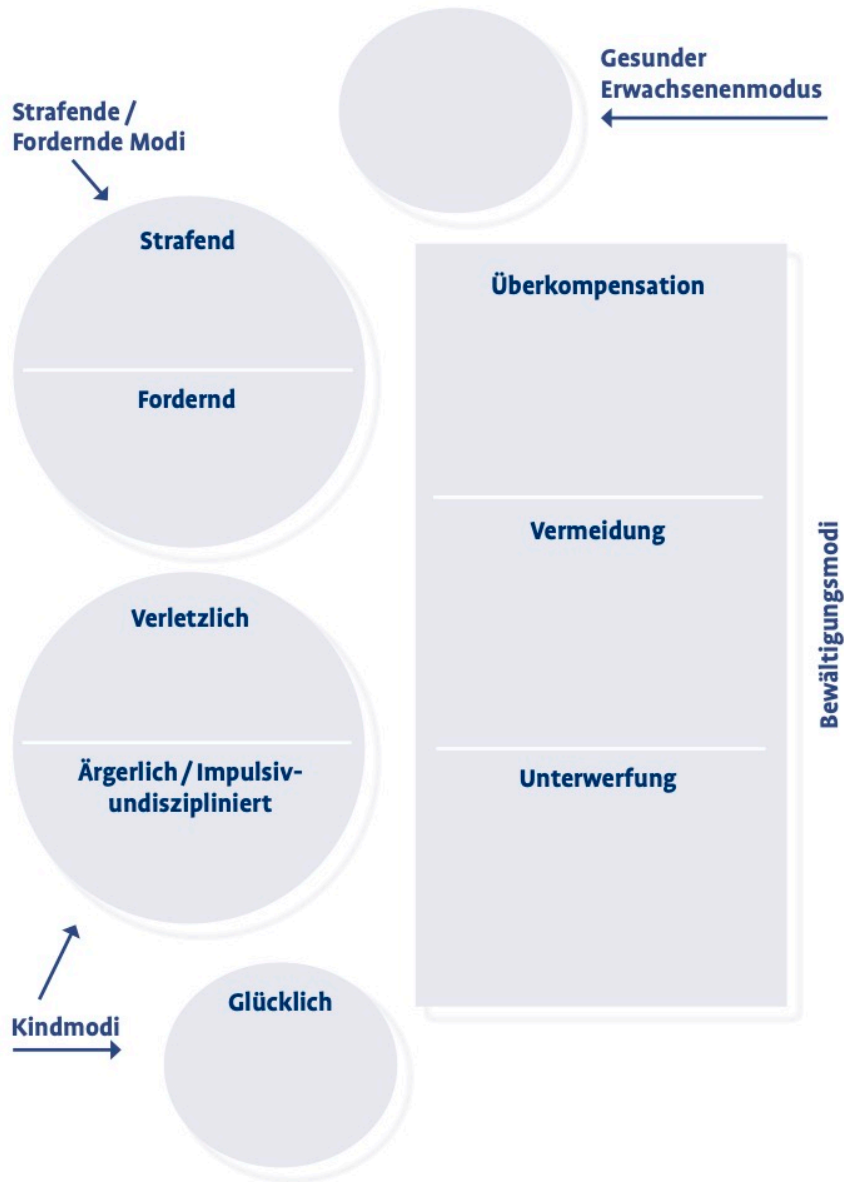 Gesunder
Erwachsenenmodus
Strafende /
Fordernde Modi
Strafend
Fordernd
Überkompensation
Vermeidung
Unterwerfung
Bewältigungsmodi
Verletzlich
Ärgerlich / Impulsiv-
undiszipliniert
Glücklich
Kindmodi